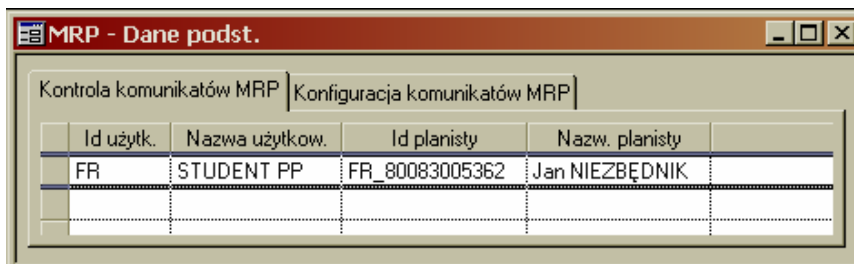 MRP - Dane podst.
Kontrola komunikatów MRP Konfiguracja komunikatów MRP
Id użytk. Nazwa użytkow. Id planisty Nazw. planisty
FR STUDENT PP FR_80083005362 Jan NIEZBĘDNIK